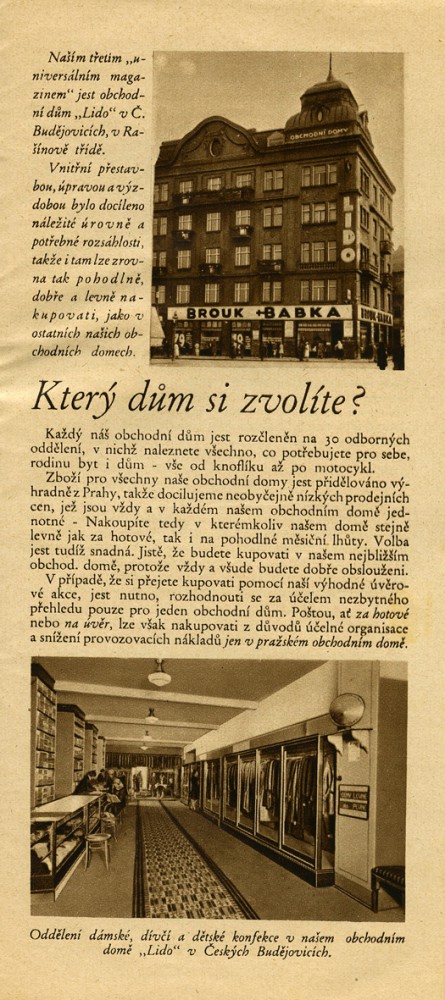 Naším třetím „u-
niversálním maga-
zinem" jest obchod-
ní dům „Lido" v Č.
Budějovicích, v Ra-
šínově třídě.
Vnitřní přestav-
bou, úpravou a výz-
dobou bylo docíleno
náležité úrovně a
potřebné rozsáhlosti,
takže i tam lze zrov-
na tak pohodlně,
dobře a levně na-
kupovati, jako v
ostatních našich ob-
chodních domech.
OBCHODNÍ DOMY
LIDO
BROUK + BABKA
BROUK + BABKA
Který dům si zvolíte?
Každý náš obchodní dům jest rozčleněn na 30 odborných
oddělení, v nichž naleznete všechno, co potřebujete pro sebe,
rodinu byt i dům - vše od knoflíku až po motocykl.
Zboží pro všechny naše obchodní domy jest přidělováno vý-
hradně z Prahy, takže docilujeme neobyčejně nízkých prodejních
cen, jež jsou vždy a v každém našem obchodním domě jed-
notné - Nakoupíte tedy v kterémkoliv našem domě stejně
levně jak za hotové, tak i na pohodlné měsíční lhůty. Volba
jest tudíž snadná. Jistě, že budete kupovati v našem nejbližším
obchod. domě, protože vždy a všude budete dobře obslouženi.
V případě, že si přejete kupovati pomocí naší výhodné úvěro-
vé akce, jest nutno, rozhodnouti se za účelem nezbytného
přehledu pouze pro jeden obchodní dům. Poštou, ať za hotové
nebo na úvěr, lze však nakupovati z důvodů účelné organisace
a snížení provozovacích nákladů jen v pražském obchodním domě.
Oddělení dámské, dívčí a dětské konfekce v našem obchodním
domě „Lido" v Českých Budějovicích.